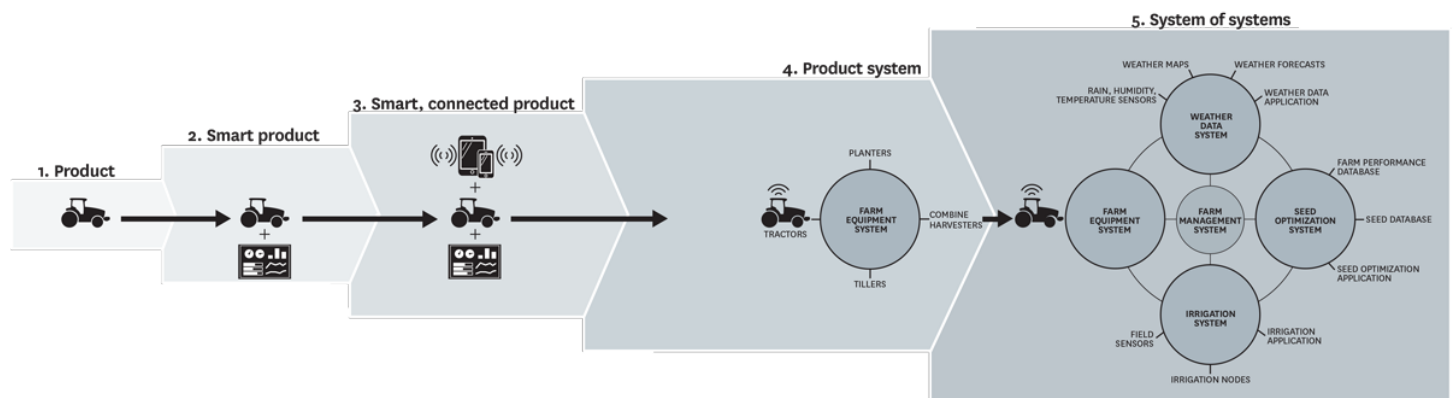 1. Product
2. Smart product
3. Smart, connected product
4. Product system
PLANTERS
TRACTORS
FARM
EQUIPMENT
SYSTEM
COMBINE
HARVESTERS
TILLERS
5. System of systems
WEATHER MAPS
WEATHER FORECASTS
RAIN, HUMIDITY,
TEMPERATURE SENSORS
WEATHER DATA
APPLICATION
WEATHER
DATA
SYSTEM
FARM
EQUIPMENT
SYSTEM
FARM
MANAGEMENT
SYSTEM
SEED
OPTIMIZATION
SYSTEM
FARM PERFORMANCE
DATABASE
SEED DATABASE
SEED OPTIMIZATION
APPLICATION
IRRIGATION
SYSTEM
FIELD
SENSORS
IRRIGATION
APPLICATION
IRRIGATION NODES